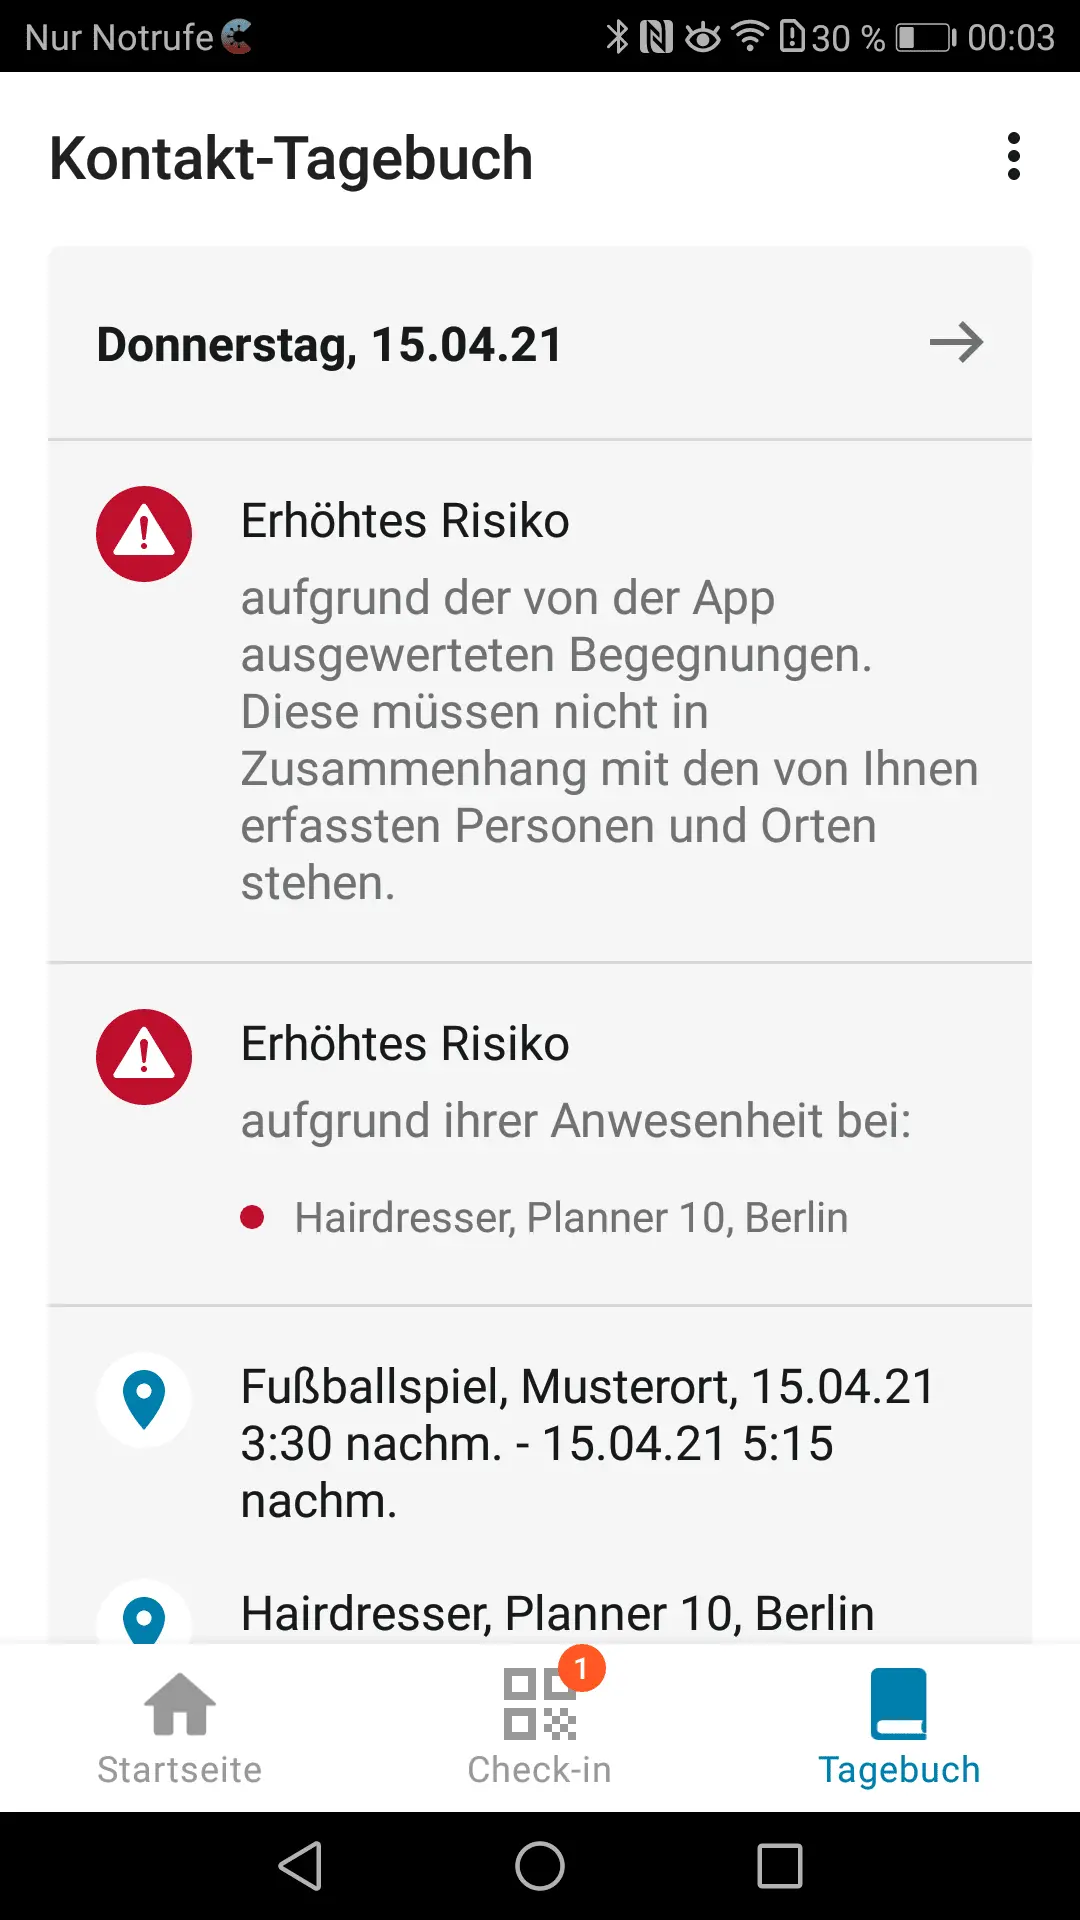 Nur Notrufe 30 % 00:03
Kontakt-Tagebuch
Donnerstag, 15.04.21
Erhöhtes Risiko
aufgrund der von der App
ausgewerteten Begegnungen.
Diese müssen nicht in
Zusammenhang mit den von Ihnen
erfassten Personen und Orten
stehen.
Erhöhtes Risiko
aufgrund ihrer Anwesenheit bei:
Hairdresser, Planner 10, Berlin
Fußballspiel, Musterort, 15.04.21
3:30 nachm. - 15.04.21 5:15
nachm.
Hairdresser, Planner 10, Berlin
1
Startseite Check-in Tagebuch